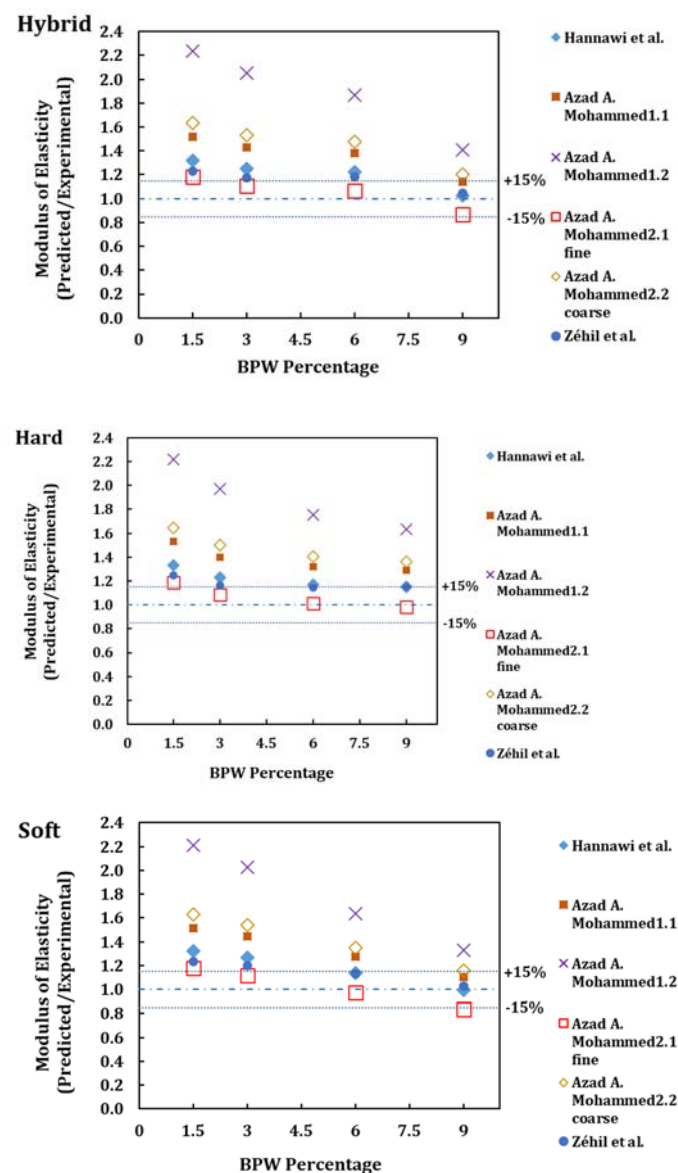 Hybrid
2.4
2.2
2.0
1.8
1.6
1.4
1.2
1.0
0.8
0.6
0.4
0.2
0.0
Modulus of Elasticity
(Predicted/Experimental)
0 1.5 3 4.5 6 7.5 9
BPW Percentage
+15%
-15%
Hannawi et al.
Azad A.
Mohammed1.1
Azad A.
Mohammed1.2
Azad A.
Mohammed2.1
fine
Azad A.
Mohammed2.2
coarse
Zéhil et al.
Hard
2.4
2.2
2.0
1.8
1.6
1.4
1.2
1.0
0.8
0.6
0.4
0.2
0.0
Modulus of Elasticity
(Predicted/Experimental)
0 1.5 3 4.5 6 7.5 9
BPW Percentage
+15%
-15%
Hannawi et al.
Azad A.
Mohammed1.1
Azad A.
Mohammed1.2
Azad A.
Mohammed2.1
fine
Azad A.
Mohammed2.2
coarse
Zéhil et al.
Soft
2.4
2.2
2.0
1.8
1.6
1.4
1.2
1.0
0.8
0.6
0.4
0.2
0.0
Modulus of Elasticity
(Predicted/Experimental)
0 1.5 3 4.5 6 7.5 9
BPW Percentage
+15%
-15%
Hannawi et al.
Azad A.
Mohammed1.1
Azad A.
Mohammed1.2
Azad A.
Mohammed2.1
fine
Azad A.
Mohammed2.2
coarse
Zéhil et al.